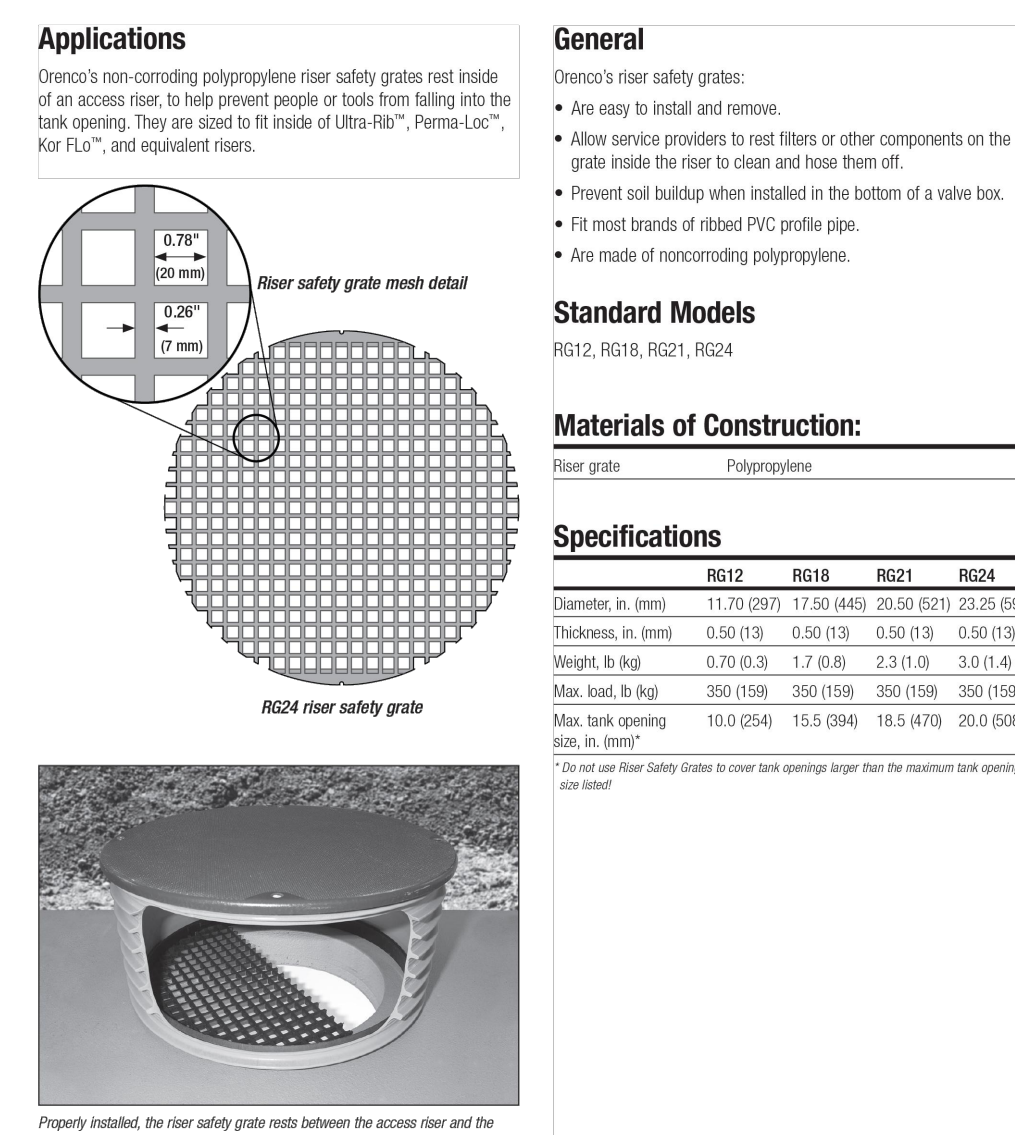 Applications
Orenco's non-corroding polypropylene riser safety grates rest inside
of an access riser, to help prevent people or tools from falling into the
tank opening. They are sized to fit inside of Ultra-Rib™, Perma-Loc™,
Kor FLo™, and equivalent risers.
0.78"
(20 mm)
0.26"
(7 mm)
Riser safety grate mesh detail
RG24 riser safety grate
Properly installed, the riser safety grate rests between the access riser and the
General
Orenco's riser safety grates:
• Are easy to install and remove.
• Allow service providers to rest filters or other components on the
grate inside the riser to clean and hose them off.
• Prevent soil buildup when installed in the bottom of a valve box.
• Fit most brands of ribbed PVC profile pipe.
• Are made of noncorroding polypropylene.
Standard Models
RG12, RG18, RG21, RG24
Materials of Construction:
Riser grate Polypropylene
Specifications
RG12 RG18 RG21 RG24
Diameter, in. (mm) 11.70 (297) 17.50 (445) 20.50 (521) 23.25
Thickness, in. (mm) 0.50 (13) 0.50 (13) 0.50 (13) 0.50 (13)
Weight, lb (kg) 0.70 (0.3) 1.7 (0.8) 2.3 (1.0) 3.0 (1.4)
Max. load, lb (kg) 350 (159) 350 (159) 350 (159) 350 (159
Max. tank opening 10.0 (254) 15.5 (394) 18.5 (470) 20.0
size, in. (mm)*
* Do not use Riser Safety Grates to cover tank openings larger than the maximum tank
size listed!